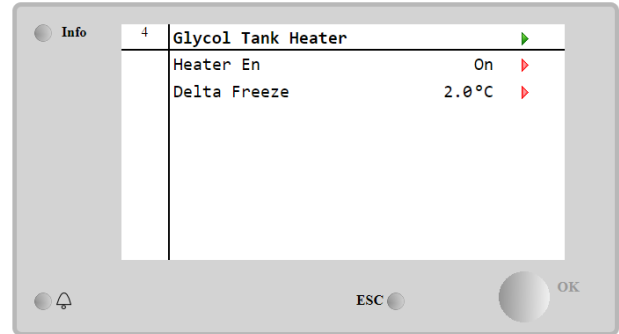 Info
4 Glycol Tank Heater
Heater En On
Delta Freeze 2.0°C
ESC
OK